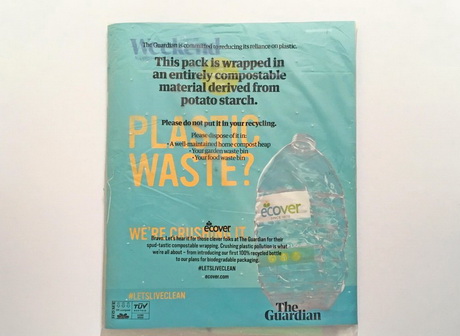 Weekend
The Guardian is committed to reducing its reliance on plastic.
This pack is wrapped in
an entirely compostable
material derived from
potato starch.
Please do not put it in your recycling.
Please dispose of it in:
• A well-maintained home compost heap
• Your garden waste bin
• Your food waste bin
PLASTIC
WASTE?
ecover
WE'RE CRUSHING IT
ecover
Bravo. Let's hear it for those clever folks at The Guardian for their
spud-tastic compostable wrapping. Crushing plastic pollution is what
we're all about – from introducing our first 100% recycled bottle
to our plans for biodegradable packaging.
#LETSLIVECLEAN
ecover.com
#LETSLIVECLEAN
TÜV
The
Guardian